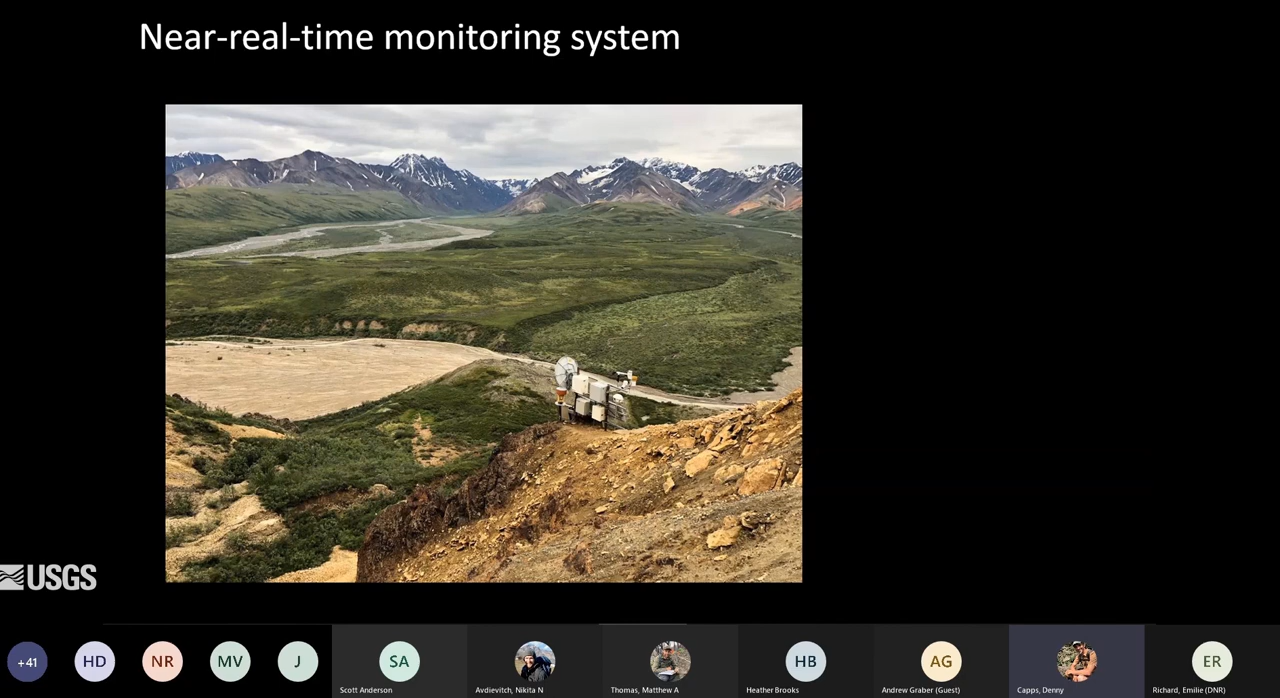 Near-real-time monitoring system
USGS
+41
HD
NR
MV
J
SA
HB
AG
ER
Scott Anderson
Avdievitch, Nikita N
Thomas, Matthew A
Heather Brooks
Andrew Graber (Guest)
Capps, Denny
Richard, Emilie (DNR)